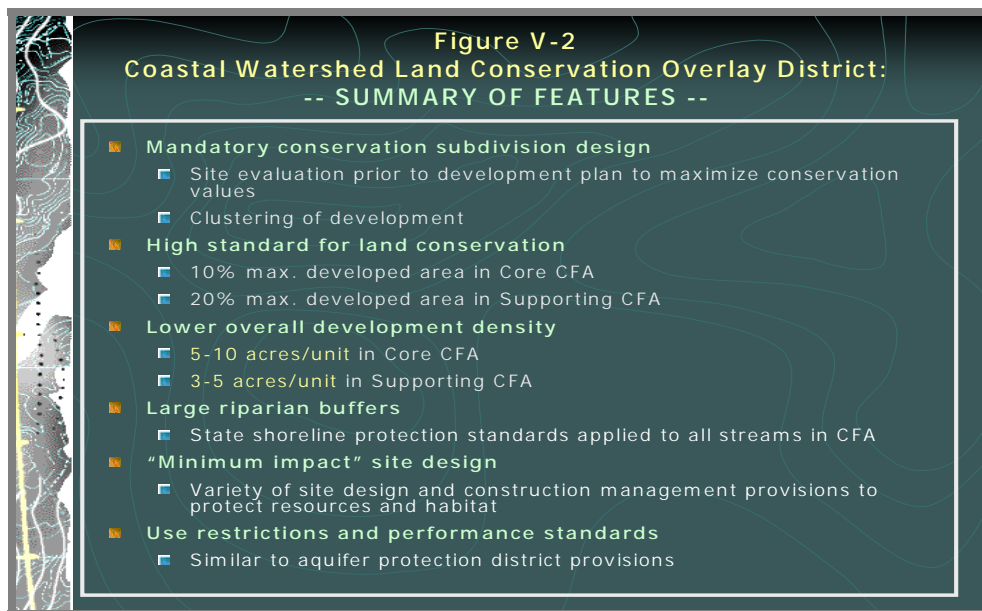 Figure V-2
Coastal Watershed Land Conservation Overlay District:
-- SUMMARY OF FEATURES --
Mandatory conservation subdivision design
Site evaluation prior to development plan to maximize conservation
values
Clustering of development
High standard for land conservation
10% max. developed area in Core CFA
20% max. developed area in Supporting CFA
Lower overall development density
5-10 acres/unit in Core CFA
3-5 acres/unit in Supporting CFA
Large riparian buffers
State shoreline protection standards applied to all streams in CFA
“Minimum impact” site design
Variety of site design and construction management provisions to
protect resources and habitat
Use restrictions and performance standards
Similar to aquifer protection district provisions